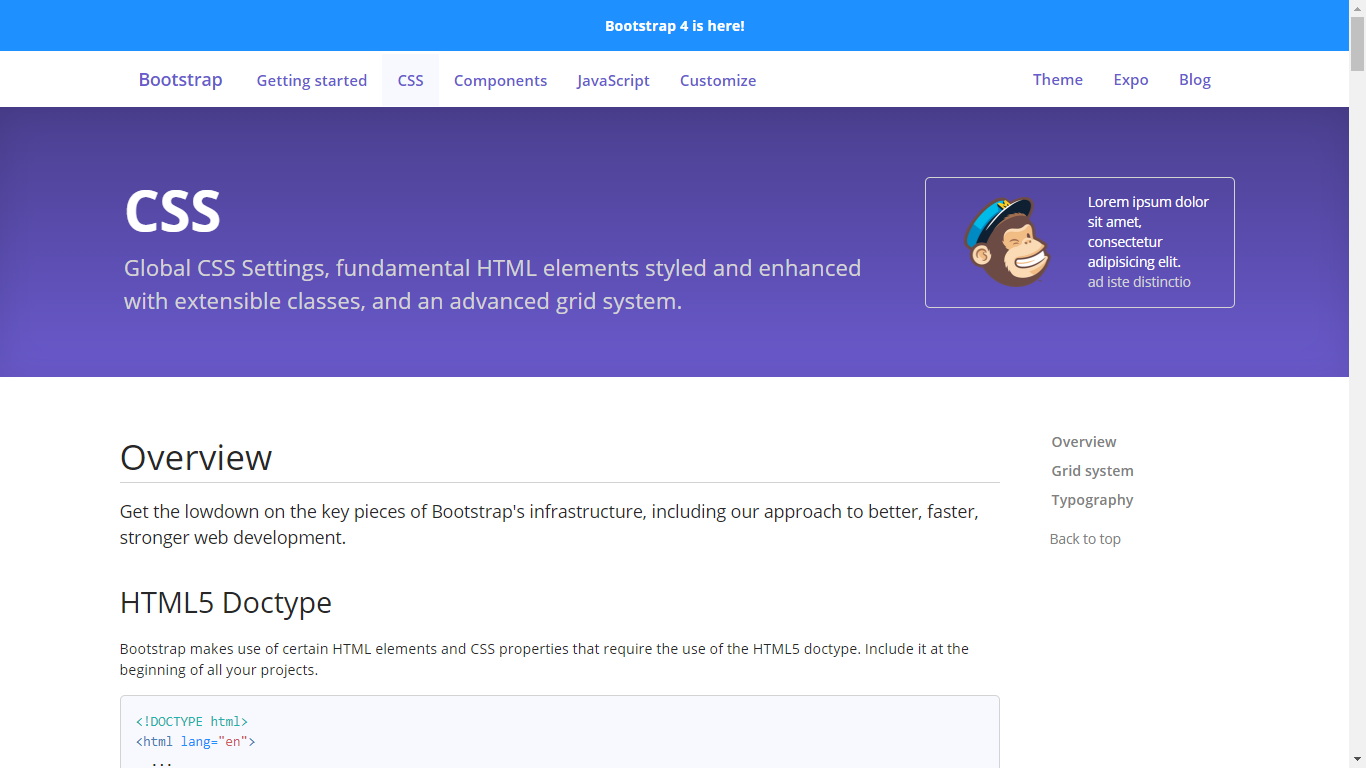 Bootstrap 4 is here!
Bootstrap Getting started CSS Components JavaScript Customize Theme Expo Blog
CSS
Global CSS Settings, fundamental HTML elements styled and enhanced
with extensible classes, and an advanced grid system.
Lorem ipsum dolor
sit amet,
consectetur
adipisicing elit.
ad iste distinctio
Overview
Get the lowdown on the key pieces of Bootstrap's infrastructure, including our approach to better, faster,
stronger web development.
HTML5 Doctype
Bootstrap makes use of certain HTML elements and CSS properties that require the use of the HTML5 doctype. Include it at the
beginning of all your projects.
<!DOCTYPE html>
<html lang="en">
...
Overview
Grid system
Typography
Back to top